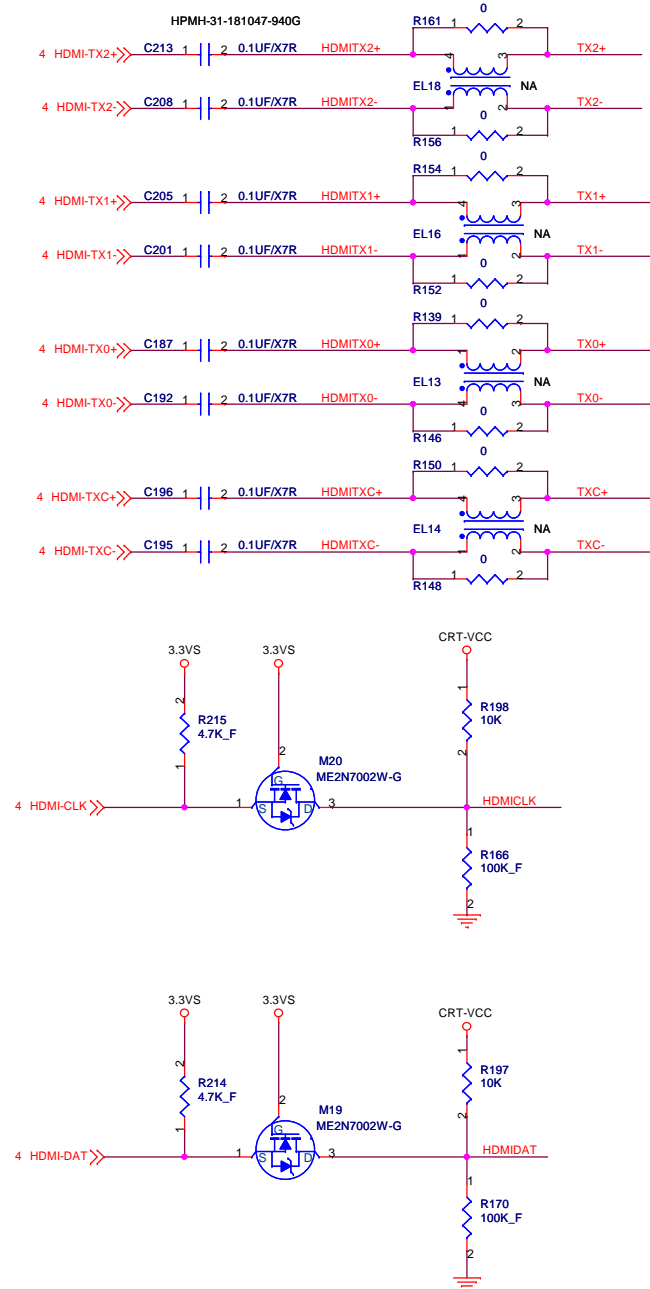 HPMH-31-181047-940G
R161 1 0 2
4 HDMI-TX2+ C213 1 2 0.1UF/X7R HDMITX2+ 4 3 TX2+
EL18 NA
4 HDMI-TX2- C208 1 2 0.1UF/X7R HDMITX2- 1 2 TX2-
0
R156 1 2
0
R154 1 2
4 HDMI-TX1+ C205 1 2 0.1UF/X7R HDMITX1+ 4 3 TX1+
EL16 NA
4 HDMI-TX1- C201 1 2 0.1UF/X7R HDMITX1- 1 2 TX1-
0
R152 1 2
0
R139 1 2
4 HDMI-TX0+ C187 1 2 0.1UF/X7R HDMITX0+ 1 2 TX0+
EL13 NA
4 HDMI-TX0- C192 1 2 0.1UF/X7R HDMITX0- 4 3 TX0-
0
R146 1 2
0
R150 1 2
4 HDMI-TXC+ C196 1 2 0.1UF/X7R HDMITXC+ 4 3 TXC+
EL14 NA
4 HDMI-TXC- C195 1 2 0.1UF/X7R HDMITXC- 1 2 TXC-
0
R148 1 2
3.3VS 3.3VS CRT-VCC
2 1
R215 R198
4.7K_F 10K
1 2 2
M20
ME2N7002W-G
G
4 HDMI-CLK 1 S D 3 HDMICLK
1
R166
100K_F
2
3.3VS 3.3VS CRT-VCC
2 1
R214 R197
4.7K_F 10K
1 2 2
M19
ME2N7002W-G
G
4 HDMI-DAT 1 S D 3 HDMIDAT
1
R170
100K_F
2